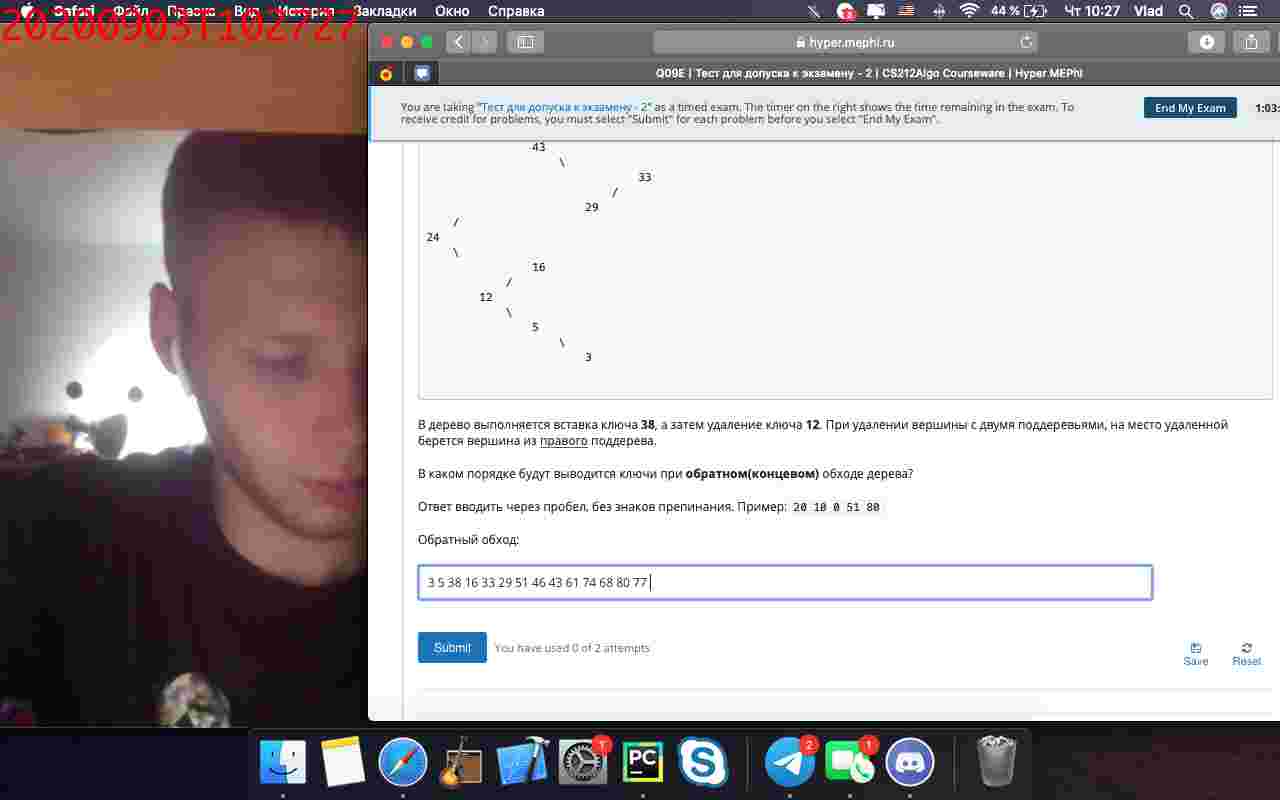 Safari Файл Правка Вид История Закладки Окно Справка 44 % Чт 10:27 Vlad
20200903T102727
hyper.mephi.ru
Q09E | Тест для допуска к экзамену - 2 | CS212Algo Courseware | Hyper.MEPhI
You are taking "Тест для допуска к экзамену - 2" as a timed exam. The timer on the right shows the time remaining in the exam. To
receive credit for problems, you must select "Submit" for each problem before you select "End My Exam".
End My Exam
1:03:
43
\
33
/
29
/
24
\
16
/
12
\
5
\
3
В дерево выполняется вставка ключа 38, а затем удаление ключа 12. При удалении вершины с двумя поддеревьями, на место удаленной
берется вершина из правого поддерева.
В каком порядке будут выводится ключи при обратном(концевом) обходе дерева?
Ответ вводить через пробел, без знаков препинания. Пример: 20 10 0 51 80
Обратный обход:
3 5 38 16 33 29 51 46 43 61 74 68 80 77
Submit
You have used 0 of 2 attempts
Save
Reset
PC
2
1